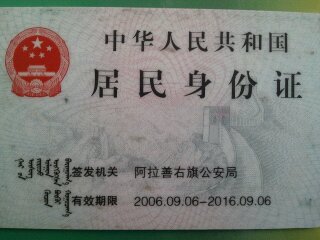 中华人民共和国
居民身份证
签发机关 阿拉善右旗公安局
有效期限 2006.09.06-2016.09.06